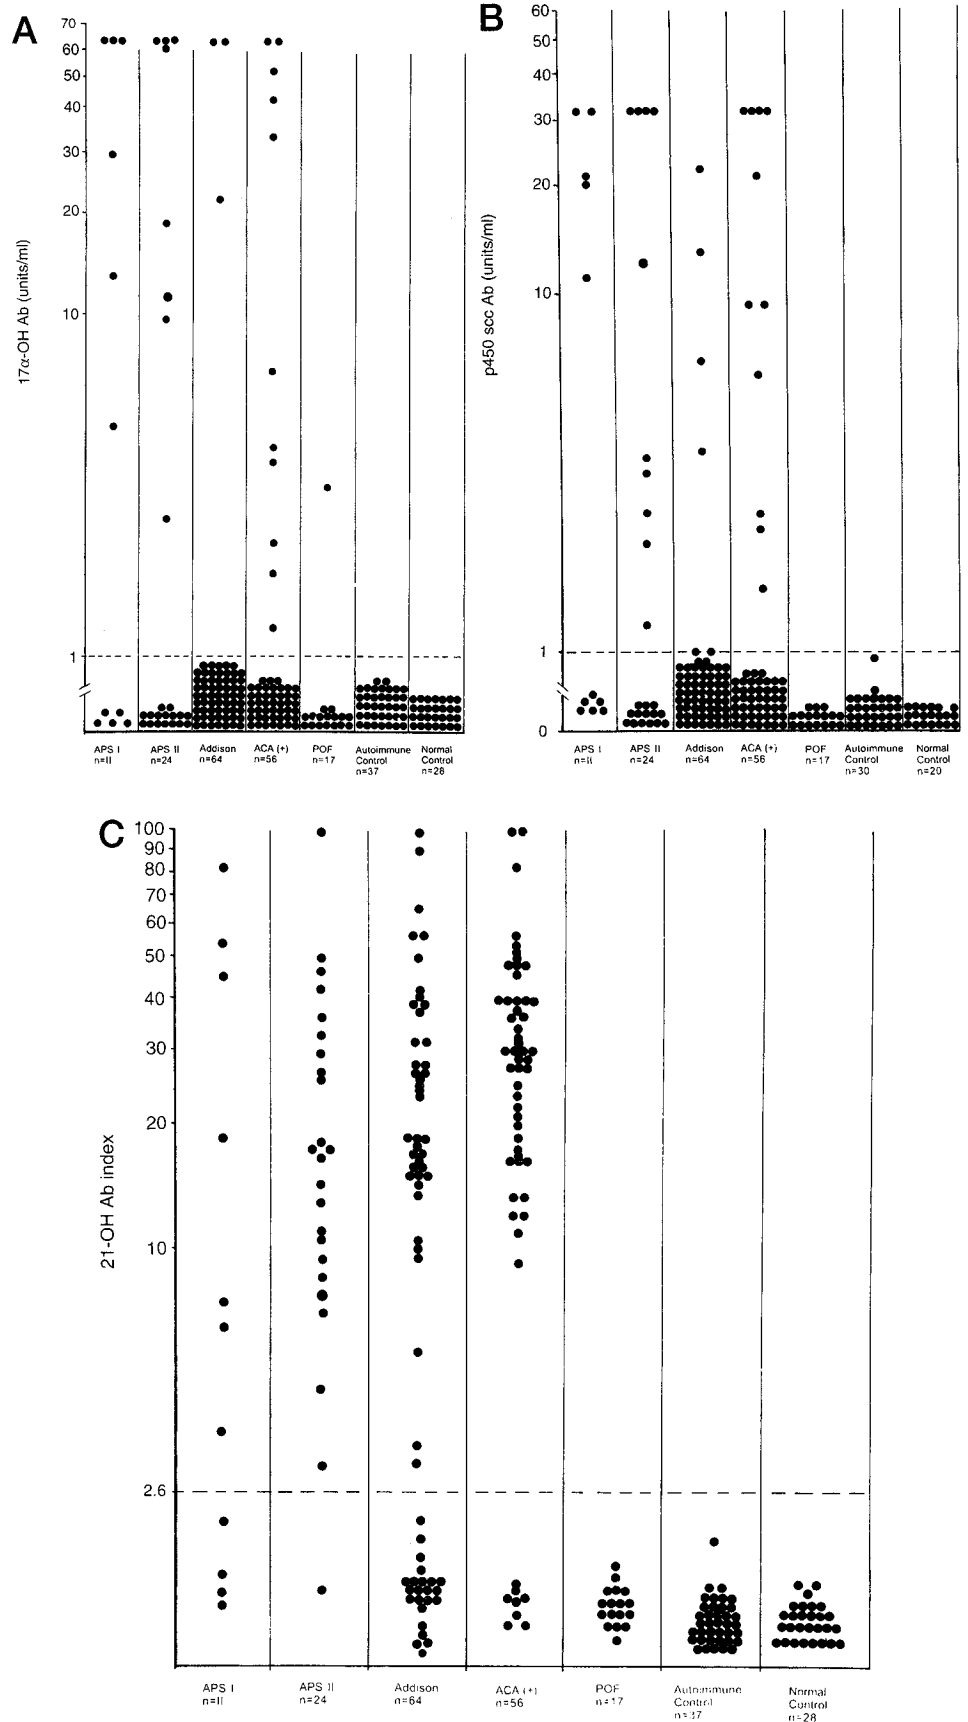 A
70
60
50
40
30
20
10
1
17α-OH Ab (units/ml)
APS I
n=II
APS II
n=24
Addison
n=64
ACA (+)
n=56
POF
n=17
Autoimmune
Control
n=37
Normal
Control
n=28
B
60
50
40
30
20
10
1
0
p450 scc Ab (units/ml)
APS I
n=II
APS II
n=24
Addison
n=64
ACA (+)
n=56
POF
n=17
Autoimmune
Control
n=30
Normal
Control
n=20
C
100
90
80
70
60
50
40
30
20
10
2.6
21-OH Ab index
APS I
n=II
APS II
n=24
Addison
n=64
ACA (+)
n=56
POF
n=17
Autoimmune
Control
n=37
Normal
Control
n=28